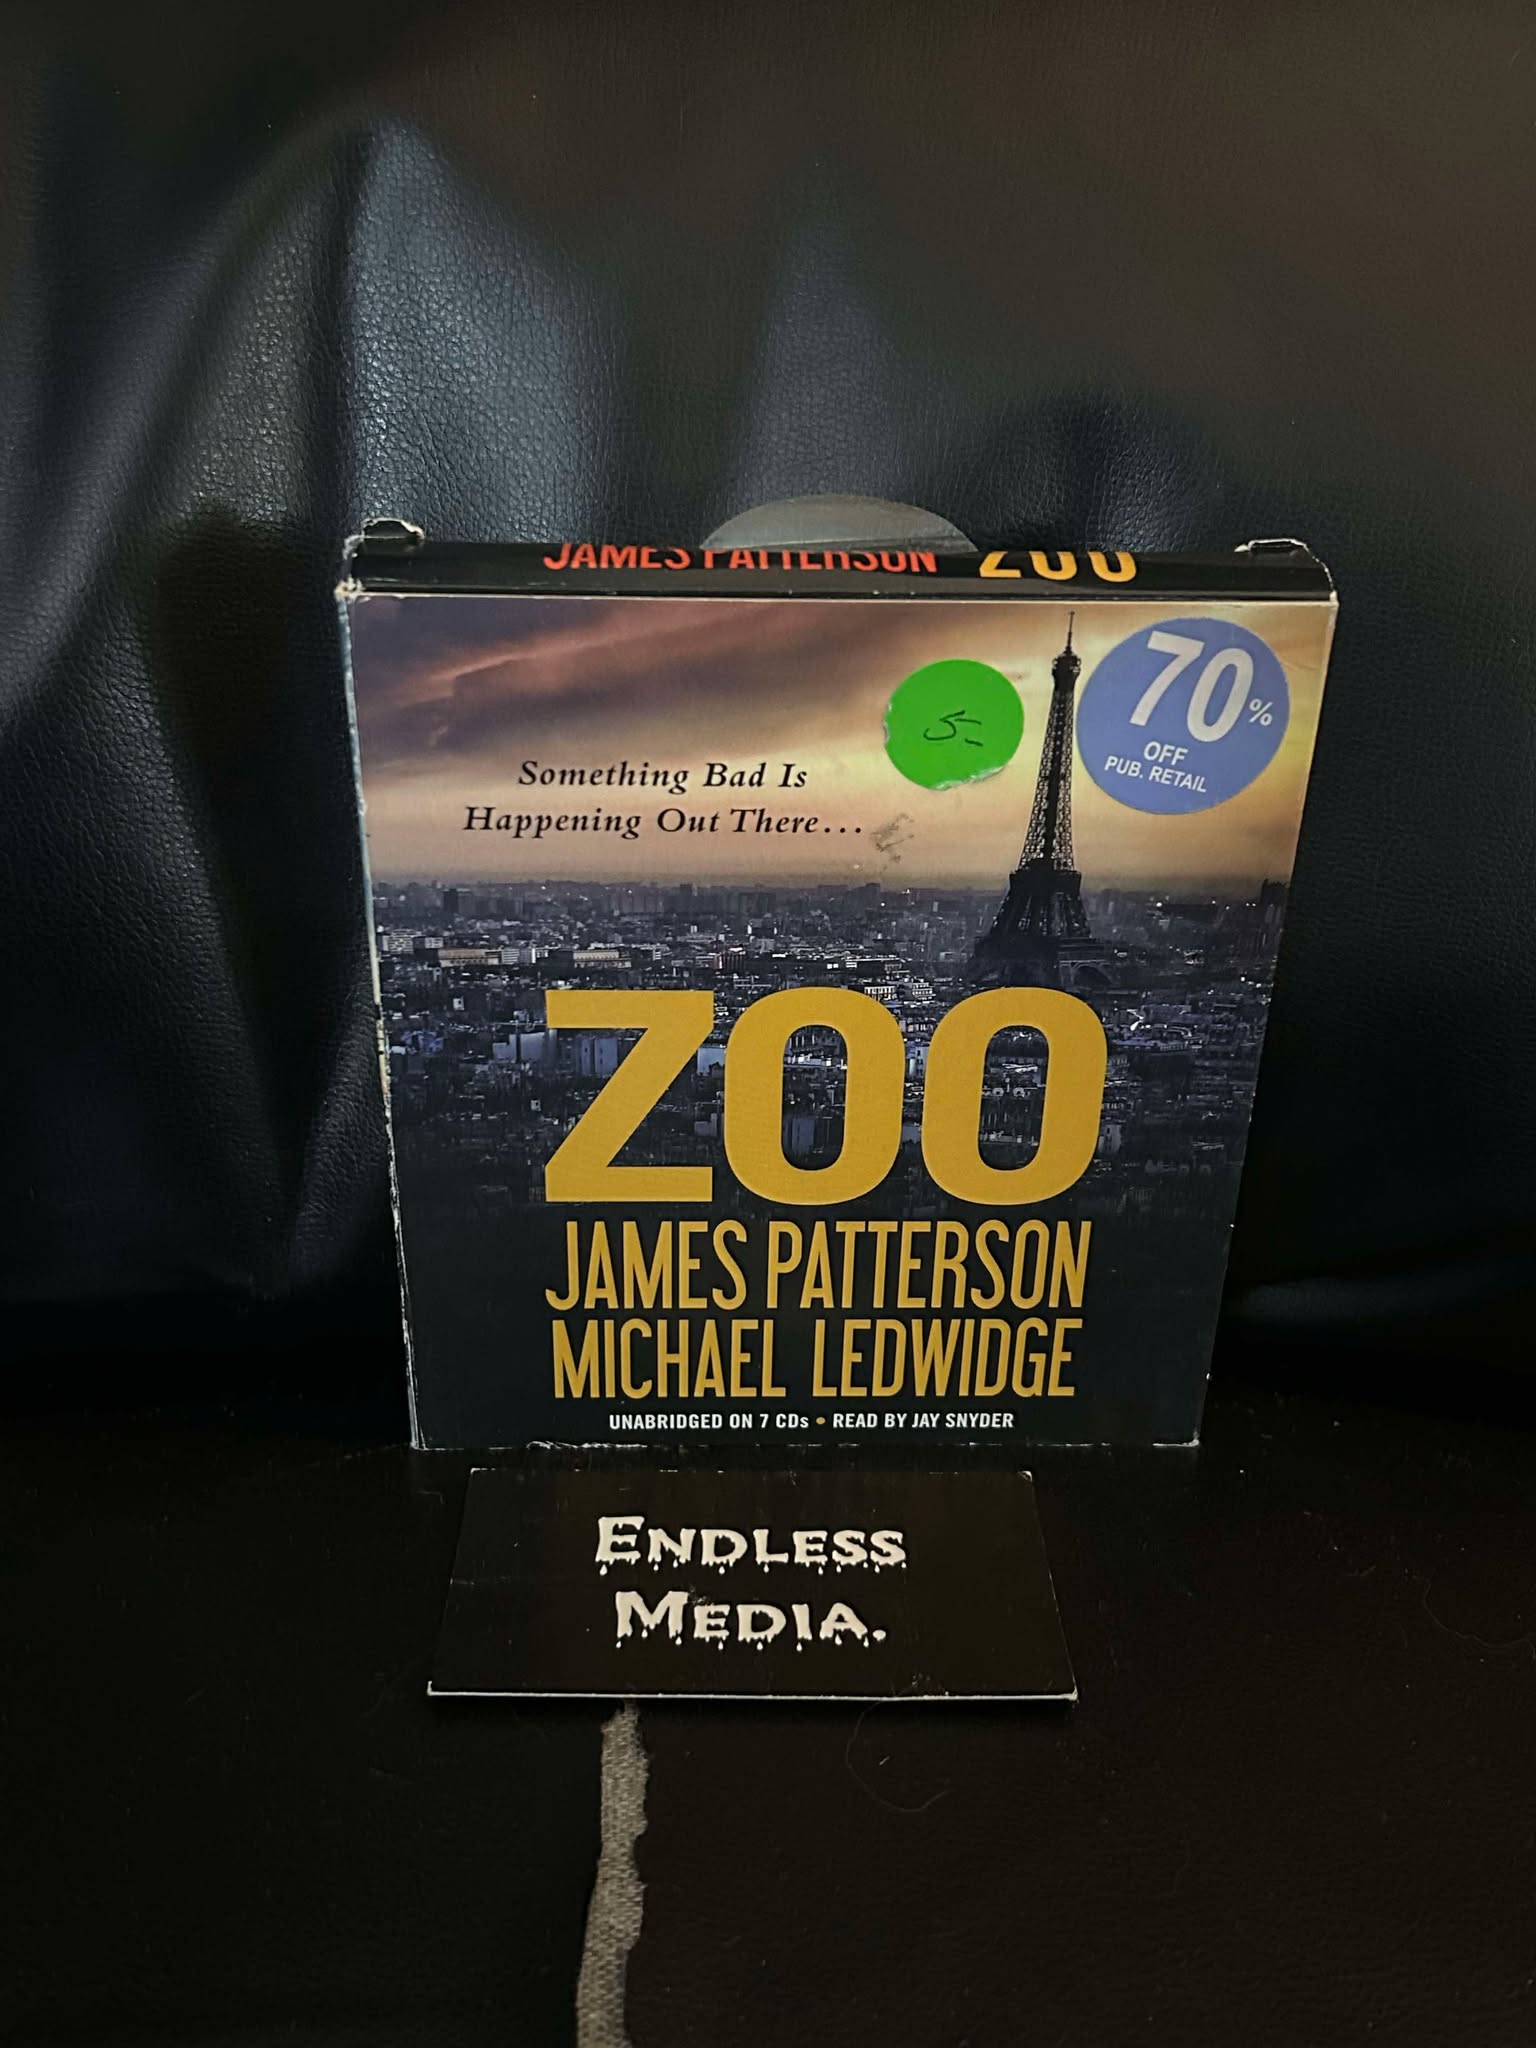 JAMES PATTERSON ZOO
5-
70%
OFF
PUB. RETAIL
Something Bad Is
Happening Out There...
ZOO
JAMES PATTERSON
MICHAEL LEDWIDGE
UNABRIDGED ON 7 CDs • READ BY JAY SNYDER
ENDLESS
MEDIA.